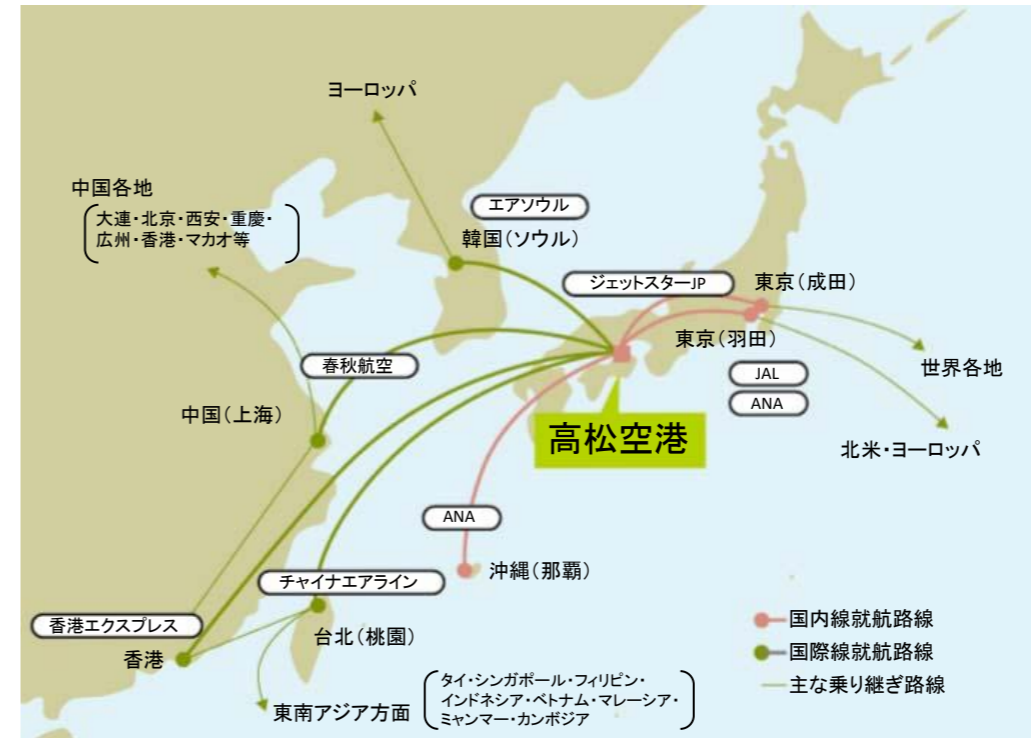 ヨーロッパ
中国各地
大連・北京・西安・重慶・
広州・香港・マカオ等
エアソウル
韓国(ソウル)
ジェットスターJP
東京(成田)
東京(羽田)
世界各地
JAL
ANA
春秋航空
中国(上海)
高松空港
北米・ヨーロッパ
ANA
沖縄(那覇)
チャイナエアライン
台北(桃園)
香港エクスプレス
香港
東南アジア方面
タイ・シンガポール・フィリピン・
インドネシア・ベトナム・マレーシア・
ミャンマー・カンボジア
国内線就航路線
国際線就航路線
主な乗り継ぎ路線